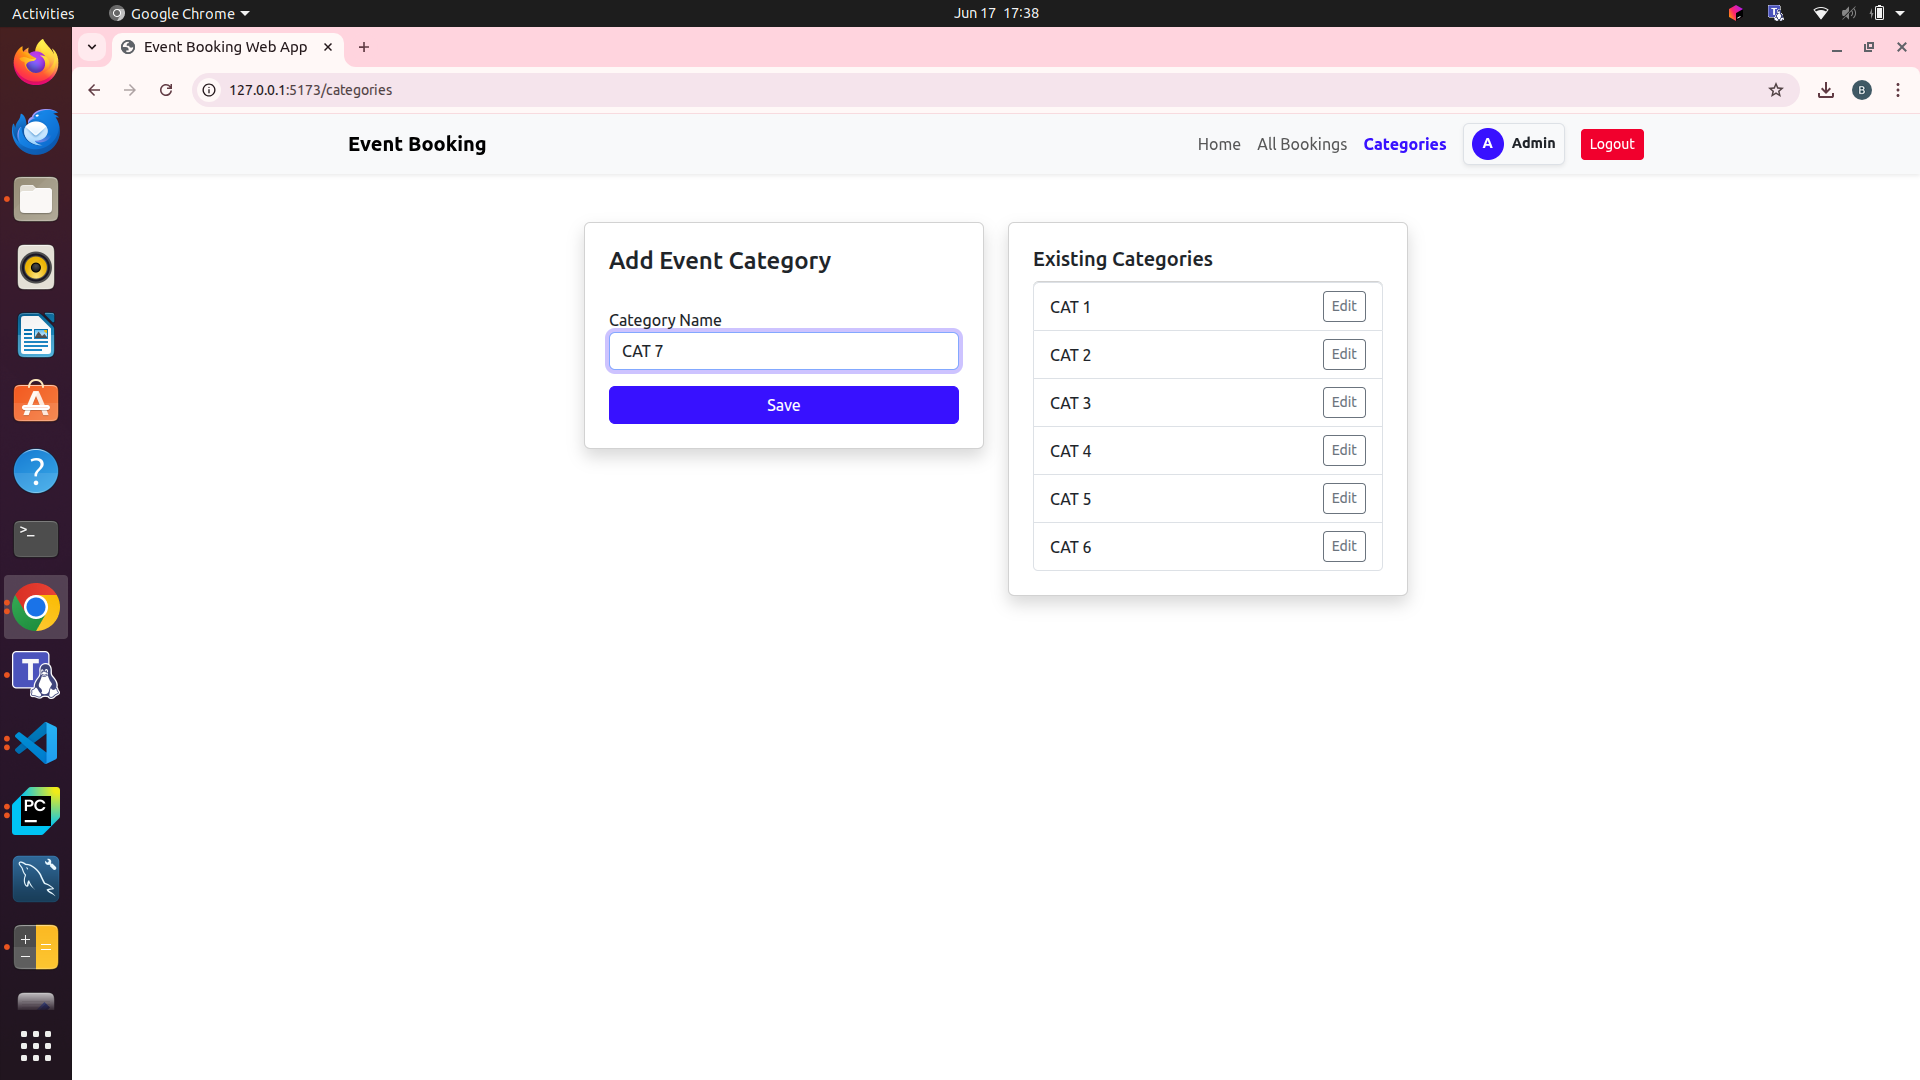 Activities
Google Chrome
Jun 17 17:38
T
Event Booking Web App
127.0.0.1:5173/categories
B
Event Booking
Home
All Bookings
Categories
A
Admin
Logout
Add Event Category
Category Name
CAT 7
Save
Existing Categories
CAT 1 Edit
CAT 2 Edit
CAT 3 Edit
CAT 4 Edit
CAT 5 Edit
CAT 6 Edit
?
>_
T
PC